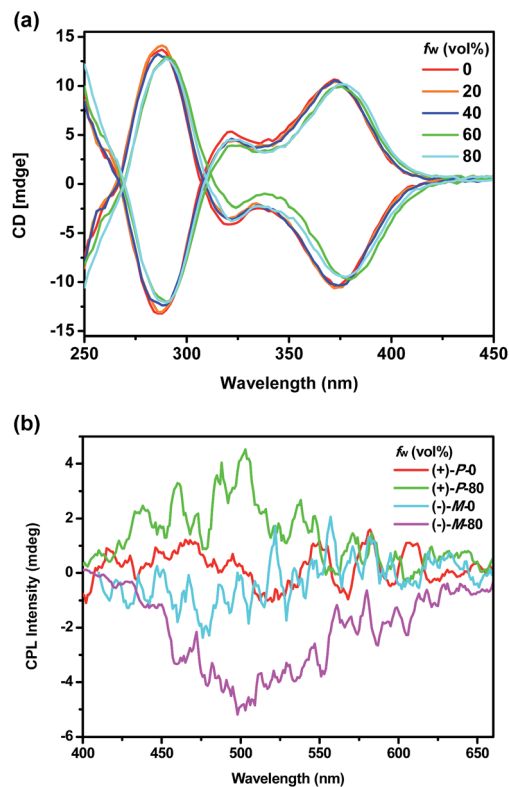 (a)
fw (vol%)
0
20
40
60
80
15
10
5
0
-5
-10
-15
CD [mdge]
250 300 350 400 450
Wavelength (nm)
(b)
fw (vol%)
(+)-P-0
(+)-P-80
(-)-M-0
(-)-M-80
4
2
0
-2
-4
-6
CPL Intensity (mdeg)
400 450 500 550 600 650
Wavelength (nm)